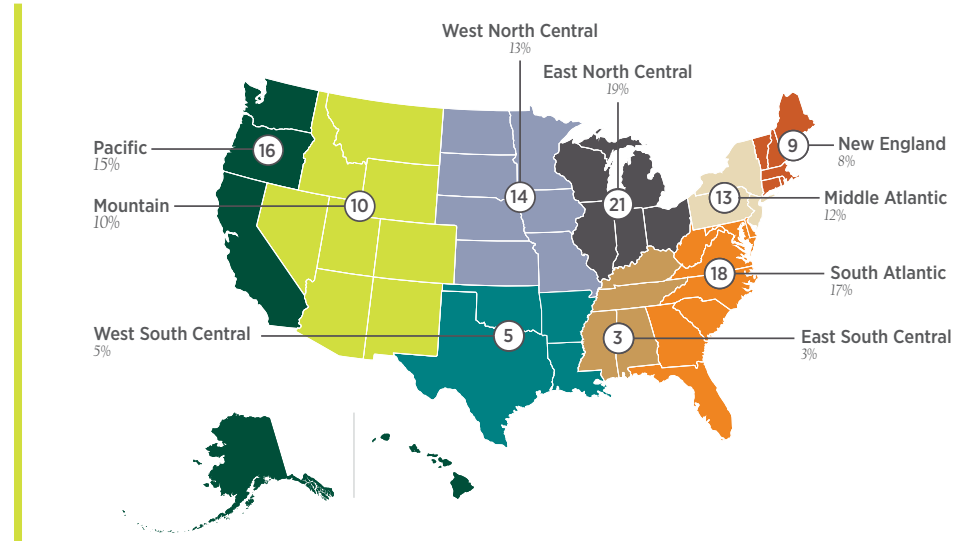 West North Central
13%
East North Central
19%
Pacific
15%
16
9
New England
8%
Mountain
10%
10
14
21
13
Middle Atlantic
12%
18
South Atlantic
17%
West South Central
5%
5
3
East South Central
3%